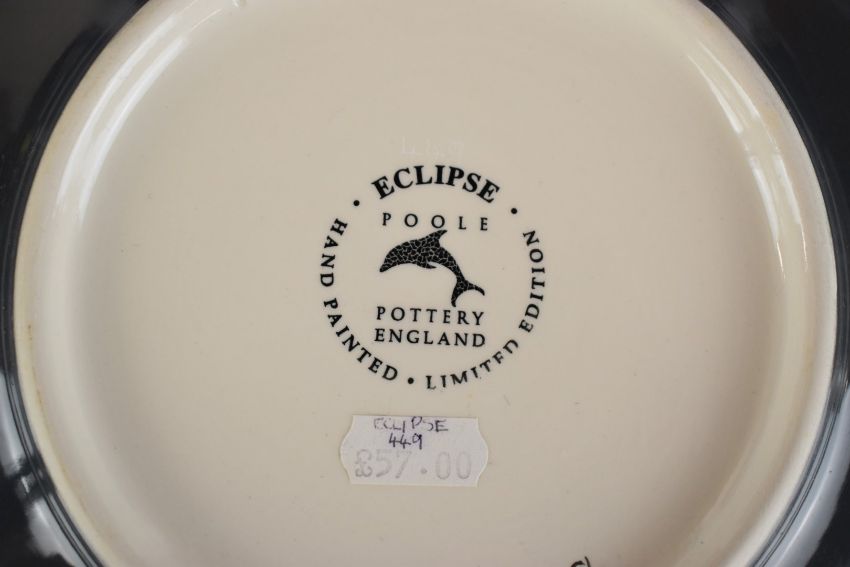 • ECLIPSE •
POOLE
POTTERY
ENGLAND
HAND PAINTED • LIMITED EDITION
ECLIPSE
449
£57.00